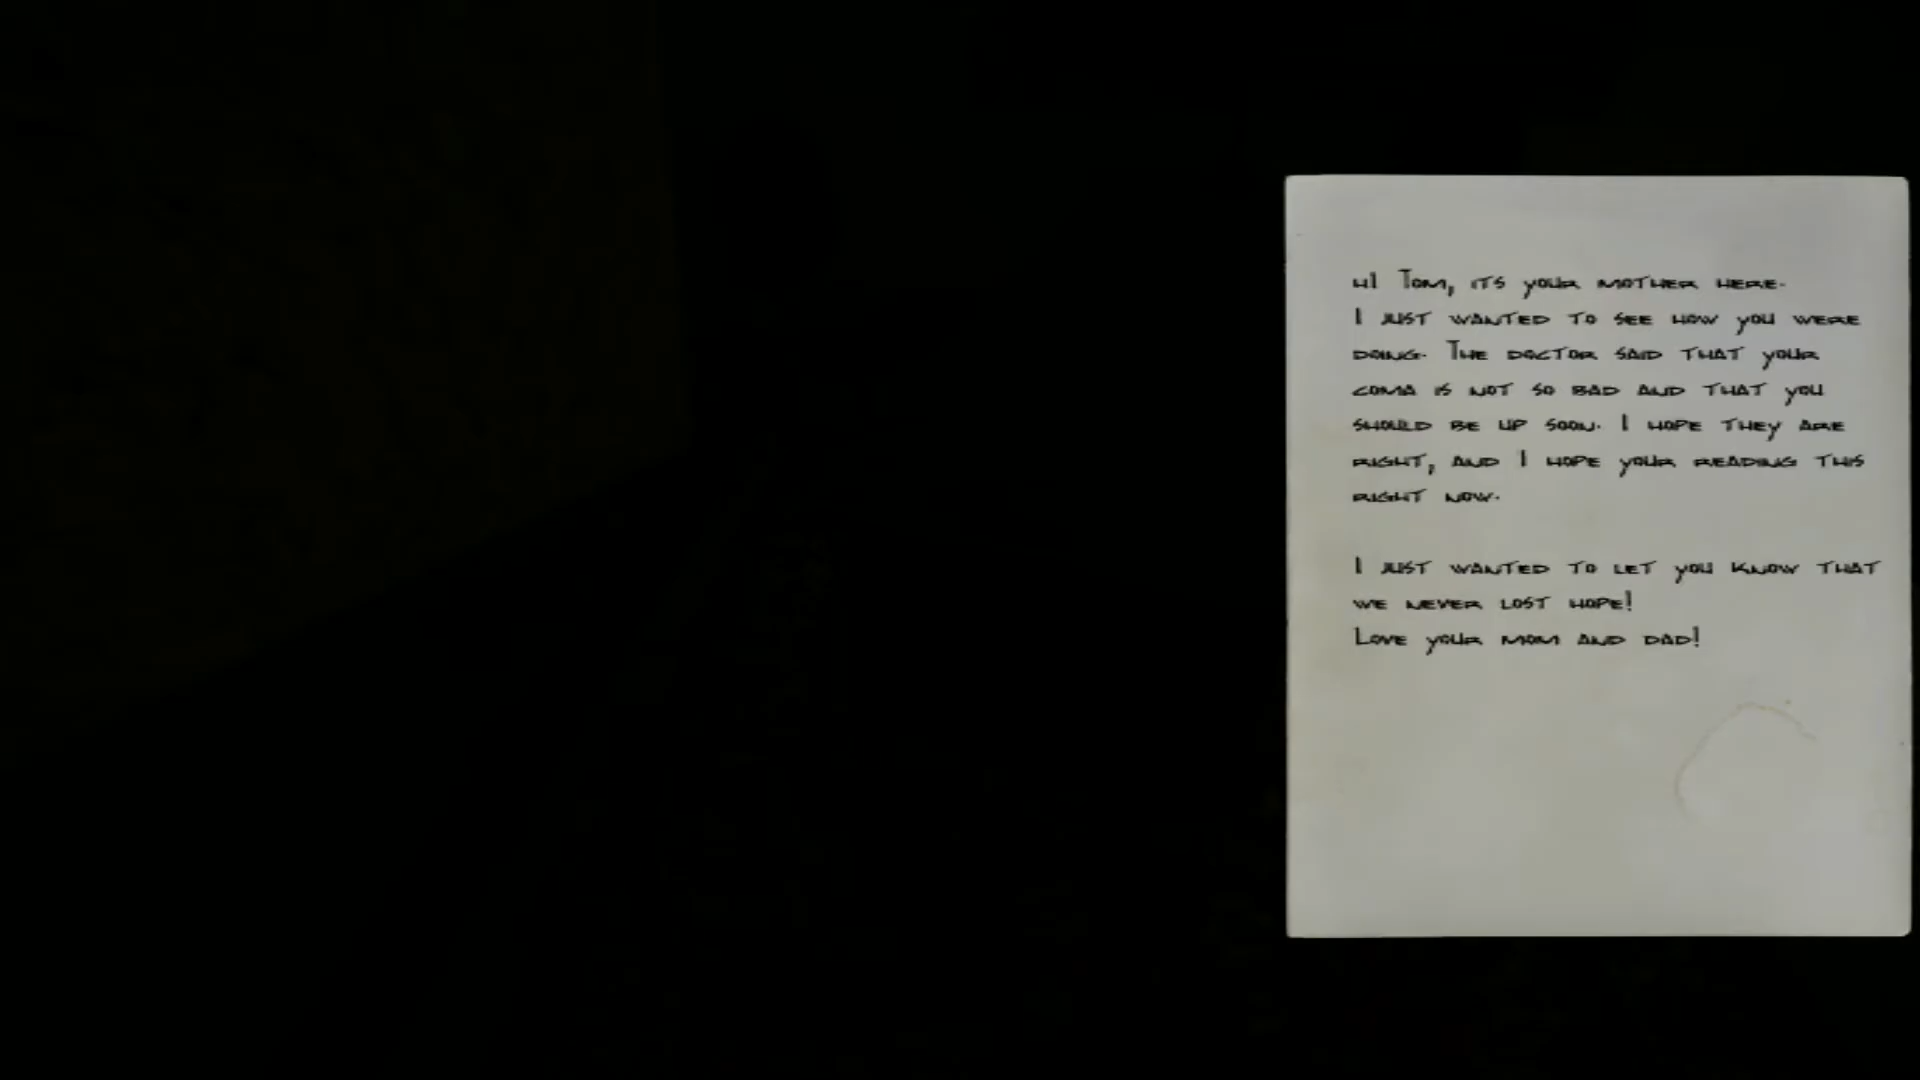 HI Tom, ITS your mother here.
I just wanted to see how you were
doing. The doctor said that your
coma is not so bad and that you
should be up soon. I hope they are
right, and I hope your reading this
right now.
I just wanted to let you know that
we never lost hope!
Love your mom and dad!